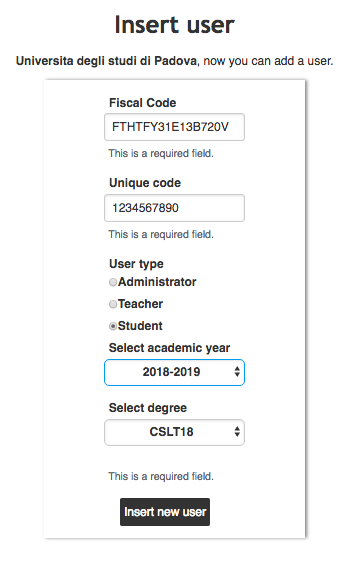 Insert user
Universita degli studi di Padova, now you can add a user.
Fiscal Code
FTHTFY31E13B720V
This is a required field.
Unique code
1234567890
This is a required field.
User type
Administrator
Teacher
Student
Select academic year
2018-2019
Select degree
CSLT18
This is a required field.
Insert new user